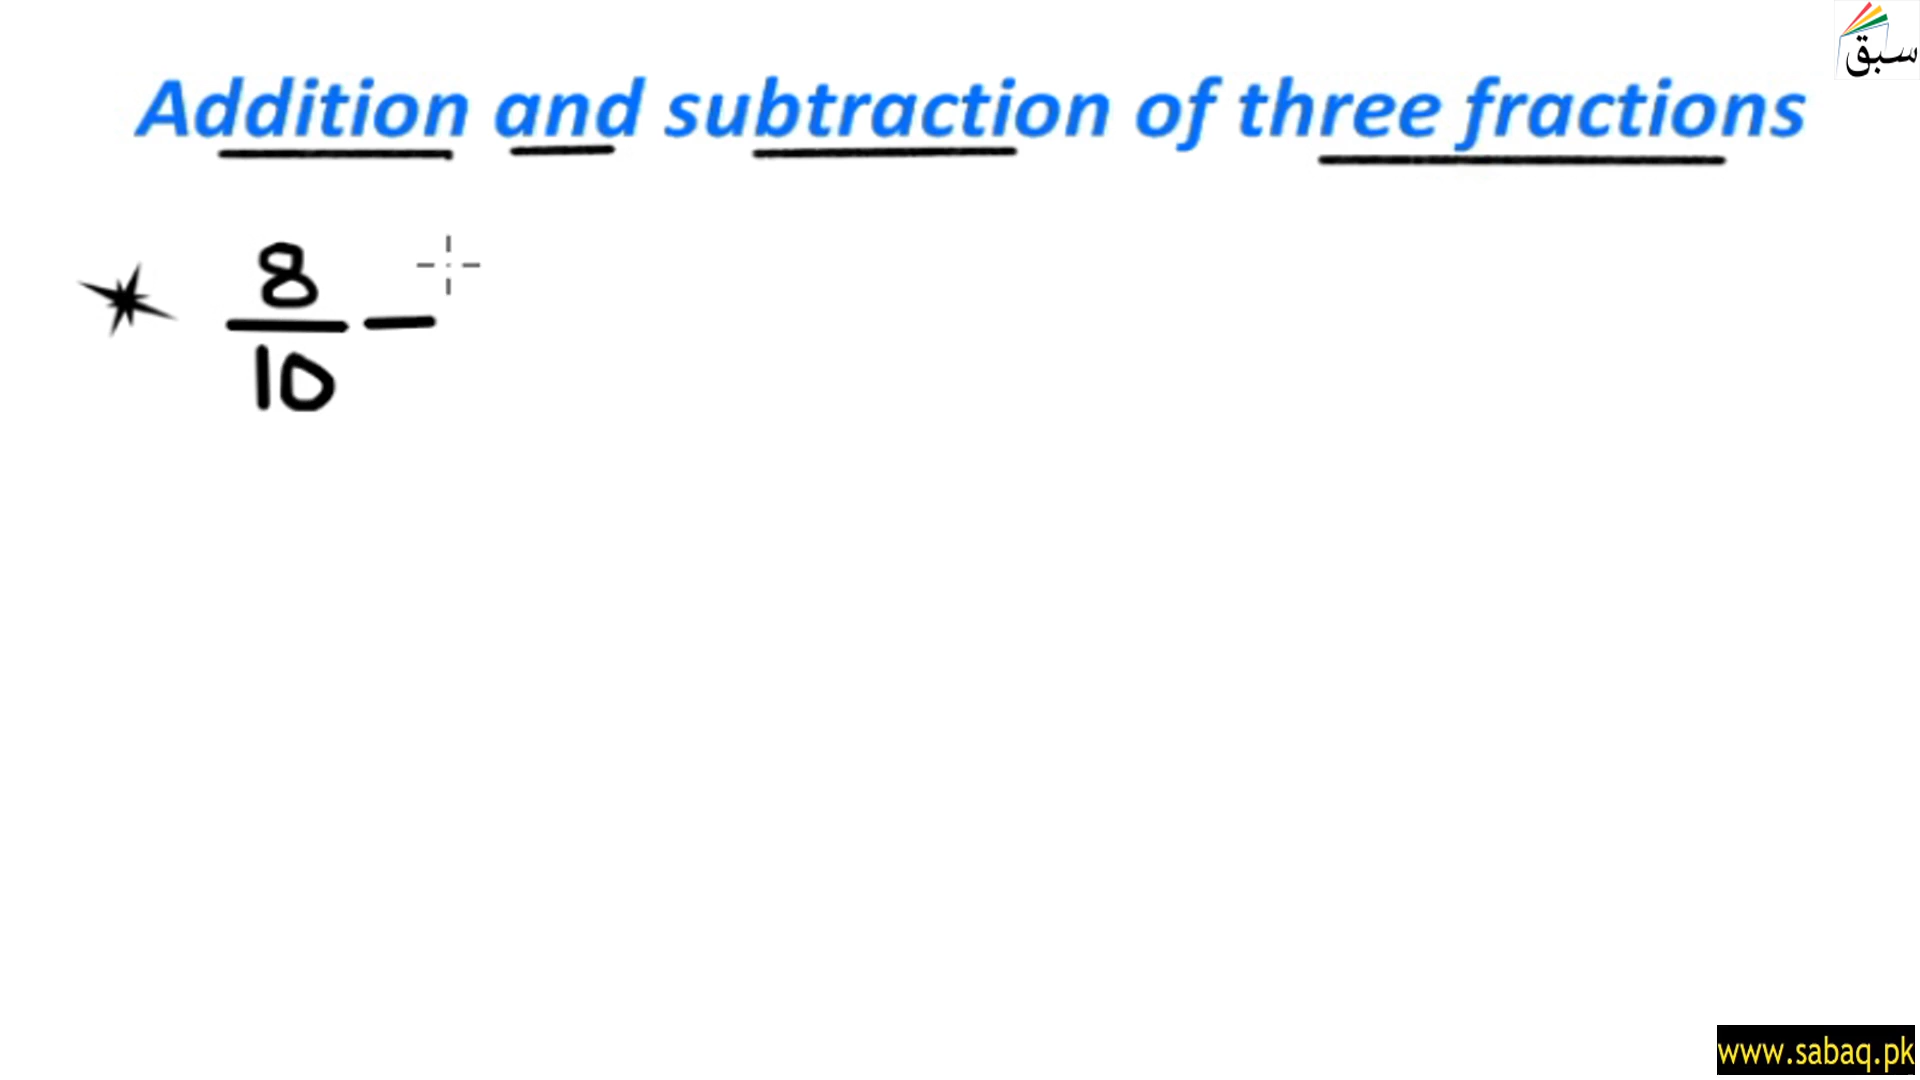 سبق
Addition and subtraction of three fractions
8
10 −
www.sabaq.pk